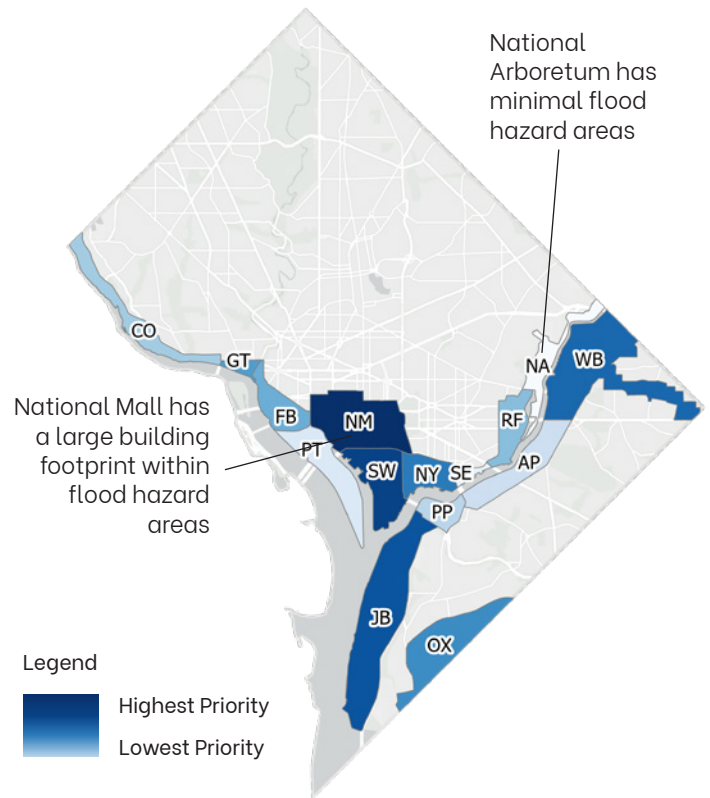 National
Arboretum has
minimal flood
hazard areas
CO
GT
NA
WB
National Mall has
a large building
footprint within
flood hazard
areas
FB
NM
RF
PT
SW
NY
SE
AP
PP
JB
OX
Legend
Highest Priority
Lowest Priority